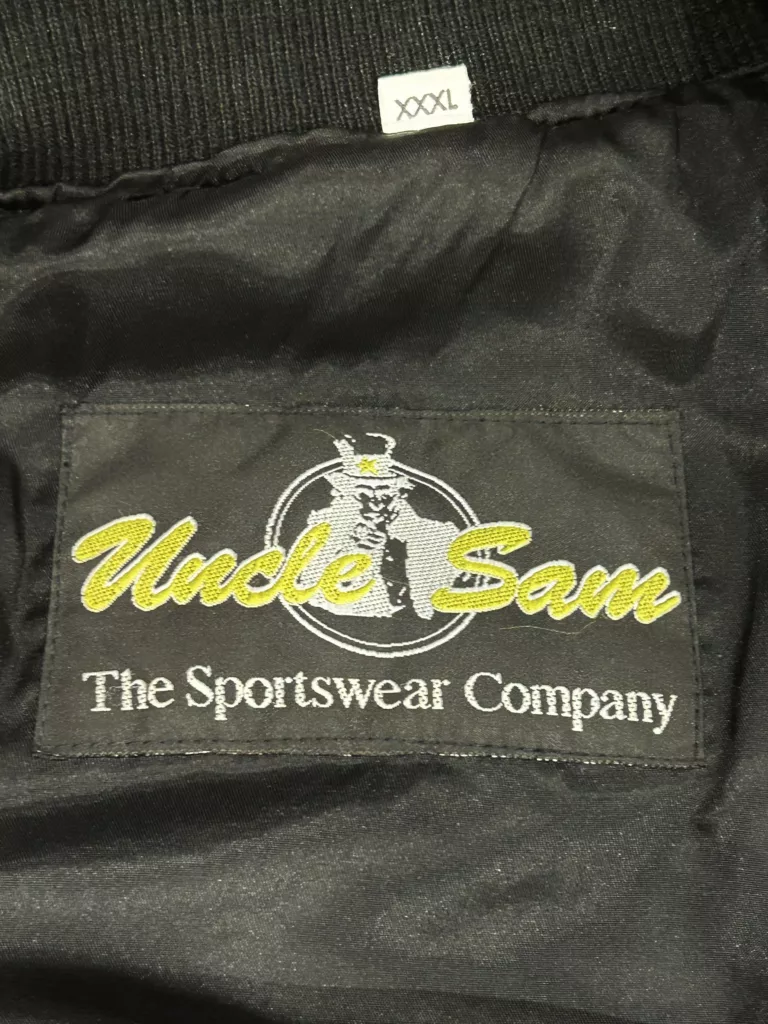 XXXL
Uncle Sam
The Sportswear Company